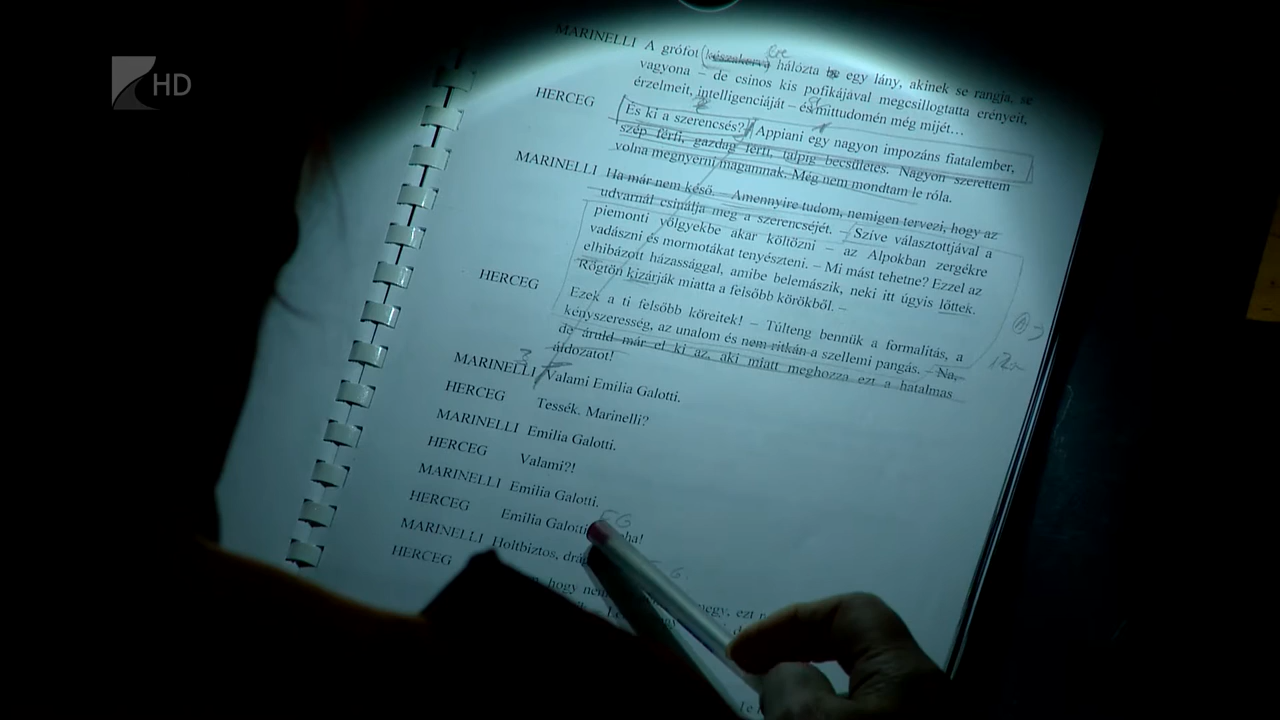 HD
MARINELLI A grófot (készakarva) hálózta be egy lány, akinek se rangja, se
vagyona – de csinos kis pofikájával megcsillogtatta erényeit,
érzelmeit, intelligenciáját – és mittudomén még mijét…
HERCEG És ki a szerencsés? Appiani egy nagyon impozáns fiatalember,
szép férfi, gazdag férfi, talpig becsületes. Nagyon szerettem
volna megnyerni magamnak. Még nem mondtam le róla.
MARINELLI Ha már nem késő. – Amennyire tudom, nemigen tervezi, hogy az
udvarnál csinálja meg a szerencséjét. – Szíve választottjával a
piemonti völgyekbe akar költözni – az Alpokban zergékre
vadászni és mormotákat tenyészteni. – Mi mást tehetne? Ezzel az
elhibázott házassággal, amibe belemászik, neki itt úgyis lőttek.
Rögtön kizárják miatta a felsőbb körökből. –
HERCEG Ezek a ti felsőbb köreitek! – Túlteng bennük a formalitás, a
kényszeresség, az unalom és nem ritkán a szellemi pangás. – Na,
de áruld már el ki az, aki miatt meghozza ezt a hatalmas
áldozatot!
MARINELLI Valami Emilia Galotti.
HERCEG Tessék. Marinelli?
MARINELLI Emilia Galotti.
HERCEG Valami?!
MARINELLI Emilia Galotti.
EG
HERCEG Emilia Galotti
MARINELLI Holtbiztos,
HERCEG hogy
megy, ezt